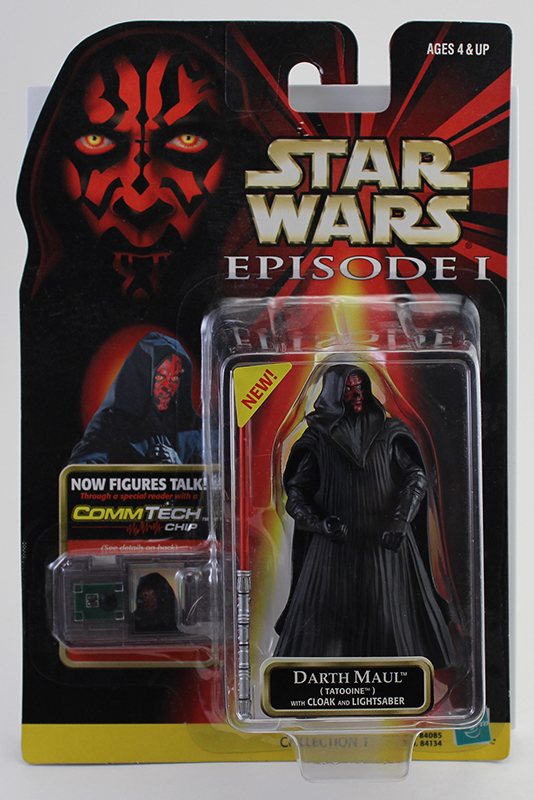 AGES 4 & UP
STAR
WARS
®
EPISODE I
NEW!
NOW FIGURES TALK!
Through a special reader with a
COMMTECH™
CHIP
(See details on back)
DARTH MAUL™
(TATOOINE™)
WITH CLOAK AND LIGHTSABER
COLLECTION 1
84085
84134